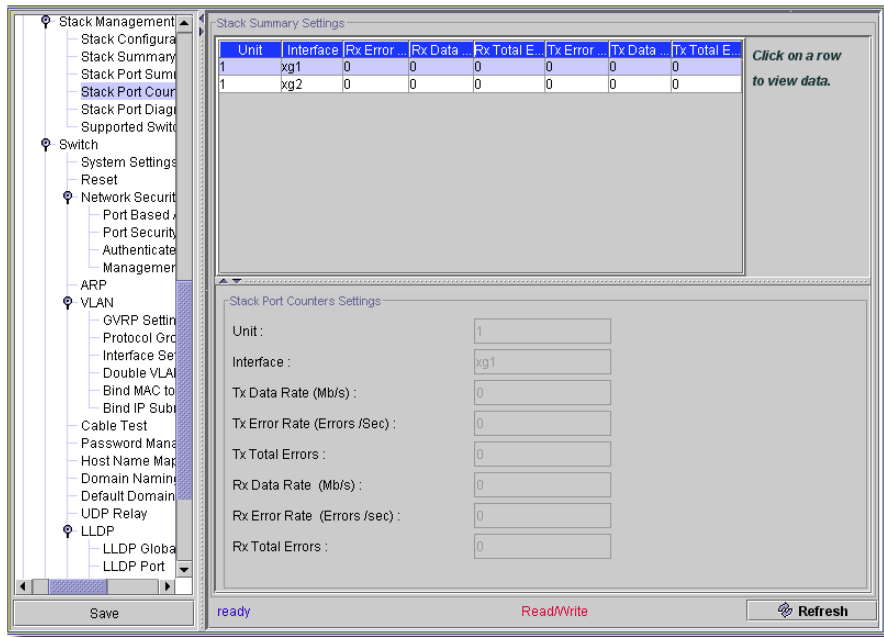 Stack Management
Stack Configura
Stack Summary
Stack Port Sum
Stack Port Cour
Stack Port Diag
Supported Swit
Switch
System Settings
Reset
Network Securit
Port Based
Port Security
Authenticate
Managemer
ARP
VLAN
GVRP Settin
Protocol Gro
Interface Se
Double VLA
Bind MAC to
Bind IP Sub
Cable Test
Password Mana
Host Name Map
Domain Naming
Default Domain
UDP Relay
LLDP
LLDP Globa
LLDP Port
Save
Stack Summary Settings
Unit Interface Rx Error ... Rx Data ... Rx Total E... Tx Error ... Tx Data ... Tx Total E...
1 xg1 0 0 0 0 0 0
1 xg2 0 0 0 0 0 0
Click on a row
to view data.
Stack Port Counters Settings
Unit : 1
Interface : xg1
Tx Data Rate (Mb/s) : 0
Tx Error Rate (Errors /Sec) : 0
Tx Total Errors : 0
Rx Data Rate (Mb/s) : 0
Rx Error Rate (Errors /sec) : 0
Rx Total Errors : 0
ready Read/Write Refresh